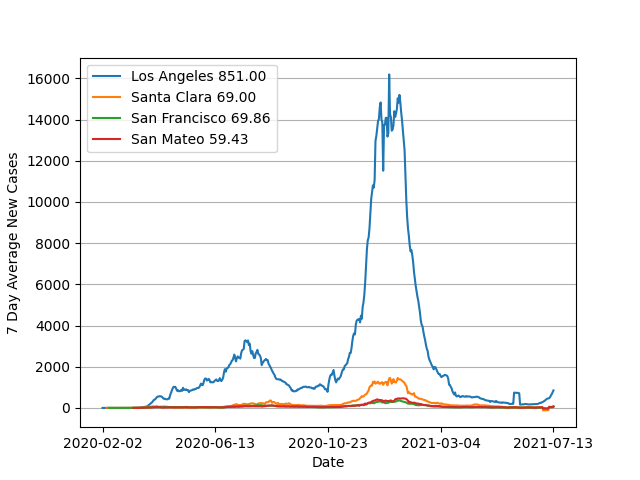 Los Angeles 851.00
Santa Clara 69.00
San Francisco 69.86
San Mateo 59.43
7 Day Average New Cases
16000
14000
12000
10000
8000
6000
4000
2000
0
2020-02-02 2020-06-13 2020-10-23 2021-03-04 2021-07-13
Date